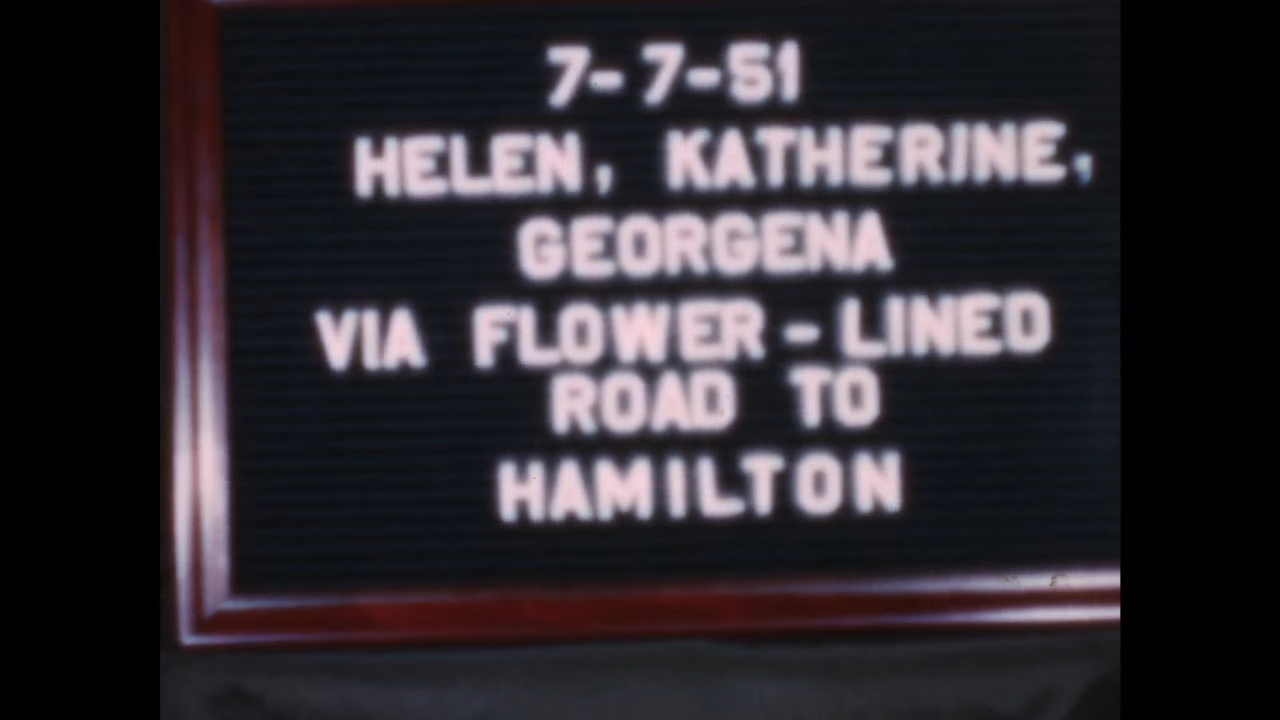 7-7-51
HELEN, KATHERINE,
GEORGENA
VIA FLOWER-LINED
ROAD TO
HAMILTON